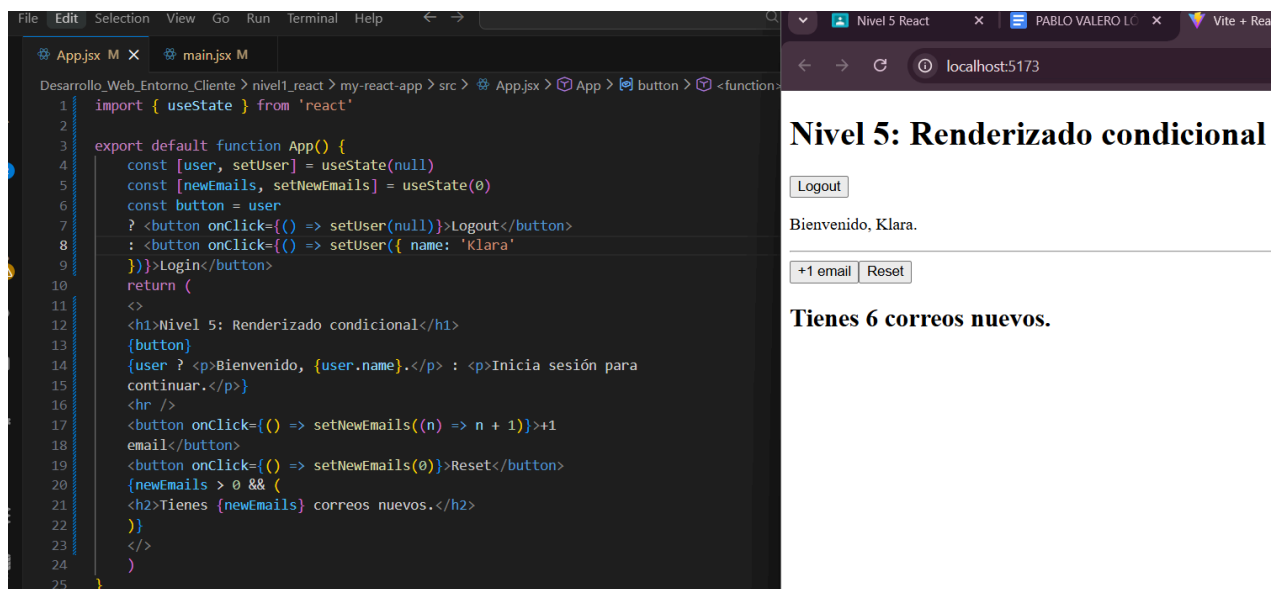 File Edit Selection View Go Run Terminal Help
App.jsx M
main.jsx M
Desarrollo_Web_Entorno_Cliente > nivel1_react > my-react-app > src > App.jsx > App > button > <function>
1 import { useState } from 'react'
2
3 export default function App() {
4 const [user, setUser] = useState(null)
5 const [newEmails, setNewEmails] = useState(0)
6 const button = user
7 ? <button onClick={() => setUser(null)}>Logout</button>
8 : <button onClick={() => setUser({ name: 'Klara'
9 })}>Login</button>
10 return (
11 <>
12 <h1>Nivel 5: Renderizado condicional</h1>
13 {button}
14 {user ? <p>Bienvenido, {user.name}.</p> : <p>Inicia sesión para
15 continuar.</p>}
16 <hr />
17 <button onClick={() => setNewEmails((n) => n + 1)}>+1
18 email</button>
19 <button onClick={() => setNewEmails(0)}>Reset</button>
20 {newEmails > 0 && (
21 <h2>Tienes {newEmails} correos nuevos.</h2>
22 )}
23 </>
24 )
25 }
Nivel 5 React
PABLO VALERO LÓ
Vite + Rea
localhost:5173
Nivel 5: Renderizado condicional
Logout
Bienvenido, Klara.
+1 email Reset
Tienes 6 correos nuevos.